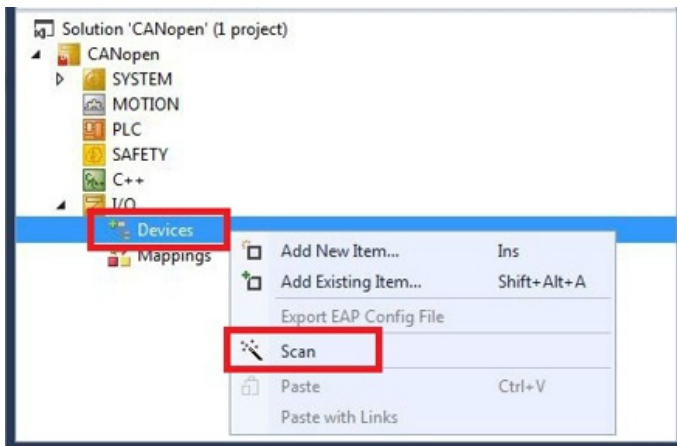 Solution 'CANopen' (1 project)
CANopen
SYSTEM
MOTION
PLC
SAFETY
C++
I/O
Devices
Mappings
Add New Item... Ins
Add Existing Item... Shift+Alt+A
Export EAP Config File
Scan
Paste Ctrl+V
Paste with Links